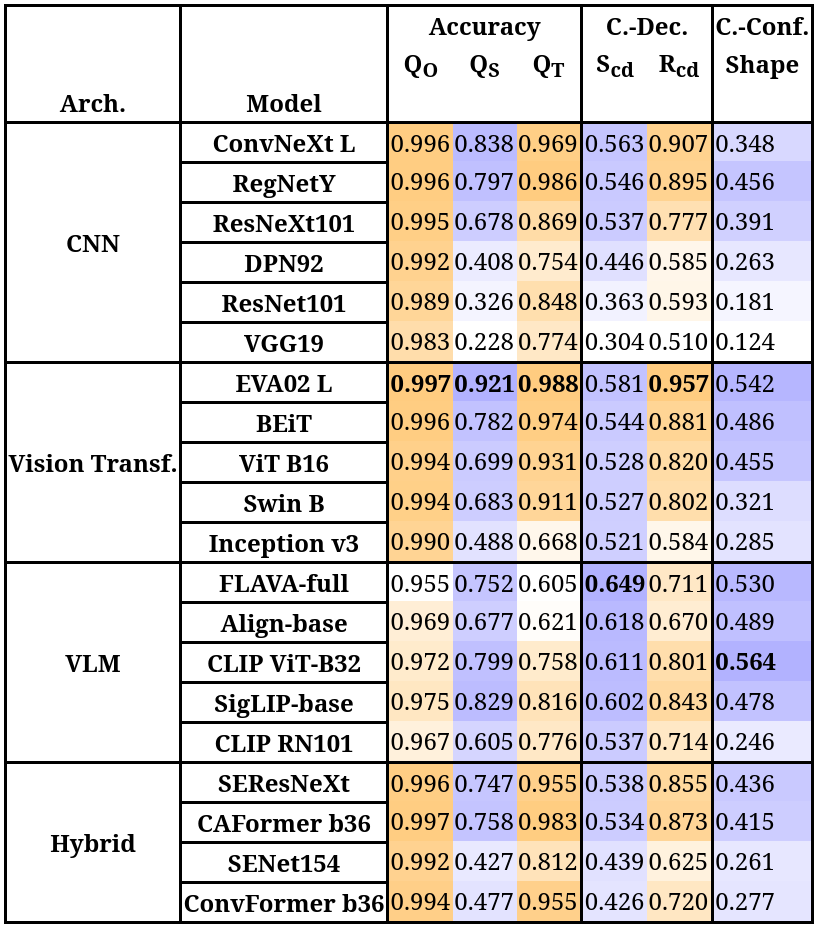 Accuracy C.-Dec. C.-Conf.
Arch. Model QO QS QT Scd Rcd Shape
CNN
ConvNeXt L 0.996 0.838 0.969 0.563 0.907 0.348
RegNetY 0.996 0.797 0.986 0.546 0.895 0.456
ResNeXt101 0.995 0.678 0.869 0.537 0.777 0.391
DPN92 0.992 0.408 0.754 0.446 0.585 0.263
ResNet101 0.989 0.326 0.848 0.363 0.593 0.181
VGG19 0.983 0.228 0.774 0.304 0.510 0.124
Vision Transf.
EVA02 L 0.997 0.921 0.988 0.581 0.957 0.542
BEiT 0.996 0.782 0.974 0.544 0.881 0.486
ViT B16 0.994 0.699 0.931 0.528 0.820 0.455
Swin B 0.994 0.683 0.911 0.527 0.802 0.321
Inception v3 0.990 0.488 0.668 0.521 0.584 0.285
VLM
FLAVA-full 0.955 0.752 0.605 0.649 0.711 0.530
Align-base 0.969 0.677 0.621 0.618 0.670 0.489
CLIP ViT-B32 0.972 0.799 0.758 0.611 0.801 0.564
SigLIP-base 0.975 0.829 0.816 0.602 0.843 0.478
CLIP RN101 0.967 0.605 0.776 0.537 0.714 0.246
Hybrid
SEResNeXt 0.996 0.747 0.955 0.538 0.855 0.436
CAFormer b36 0.997 0.758 0.983 0.534 0.873 0.415
SENet154 0.992 0.427 0.812 0.439 0.625 0.261
ConvFormer b36 0.994 0.477 0.955 0.426 0.720 0.277